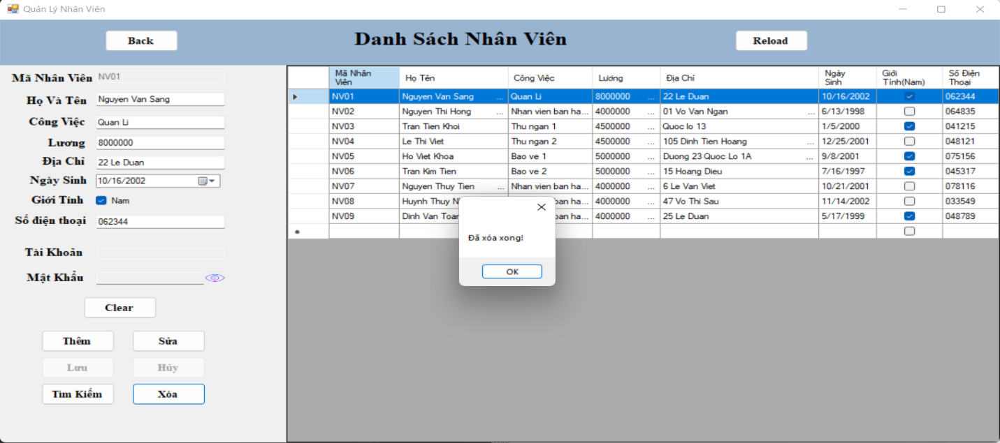 Quản Lý Nhân Viên
Back
Danh Sách Nhân Viên
Reload
Mã Nhân Viên NV01
Họ Và Tên Nguyen Van Sang
Công Việc Quan Li
Lương 8000000
Địa Chỉ 22 Le Duan
Ngày Sinh 10/16/2002
Giới Tính Nam
Số điện thoại 062344
Tài Khoản
Mật Khẩu
Clear
Thêm Sửa
Lưu Hủy
Tìm Kiếm Xóa
Mã Nhân Viên Họ Tên Công Việc Lương Địa Chỉ Ngày Sinh Giới Tính(Nam) Số Điện Thoại
NV01 Nguyen Van Sang ... Quan Li 8000000 ... 22 Le Duan 10/16/2002 062344
NV02 Nguyen Thi Hong ... Nhan vien ban ha... 4000000 ... 01 Vo Van Ngan ... 6/13/1998 064835
NV03 Tran Tien Khoi Thu ngan 1 4500000 ... Quoc lo 13 1/5/2000 041215
NV04 Le Thi Viet Thu ngan 2 4500000 ... 105 Dinh Tien Hoang ... 12/25/2001 048121
NV05 Ho Viet Khoa Bao ve 1 5000000 ... Duong 23 Quoc Lo 1A ... 9/8/2001 075156
NV06 Tran Kim Tien Bao ve 2 5000000 ... 15 Hoang Dieu 7/16/1997 045317
NV07 Nguyen Thuy Tien ... Nhan vien ban ha... 4000000 ... 6 Le Van Viet 10/21/2001 078116
NV08 Huynh Thuy ban ha... 4000000 ... 47 Vo Thi Sau 11/14/2002 033549
NV09 Dinh Van ban ha... 4000000 ... 25 Le Duan 5/17/1999 048789
Đã xóa xong!
OK